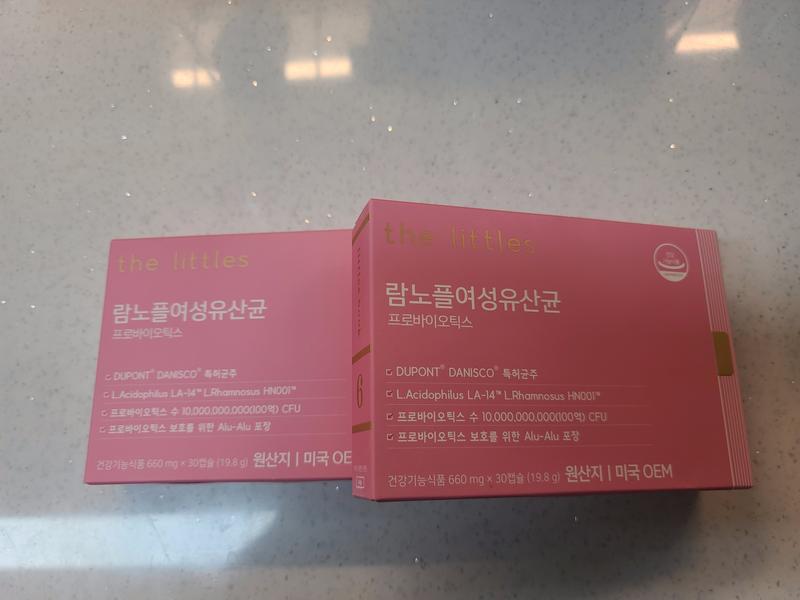 the littles
람노플여성유산균
프로바이오틱스
DUPONT® DANISCO® 특허균주
L.Acidophilus LA-14™ L.Rhamnosus HN001™
프로바이오틱스 수 10,000,000,000(100억) CFU
프로바이오틱스 보호를 위한 Alu-Alu 포장
건강기능식품 660 mg × 30캡슐 (19.8 g) 원산지 | 미국 OE
6
the littles
람노플여성유산균
프로바이오틱스
DUPONT® DANISCO® 특허균주
L.Acidophilus LA-14™ L.Rhamnosus HN001™
프로바이오틱스 수 10,000,000,000(100억) CFU
프로바이오틱스 보호를 위한 Alu-Alu 포장
건강기능식품 660 mg × 30캡슐 (19.8 g) 원산지 | 미국 OEM